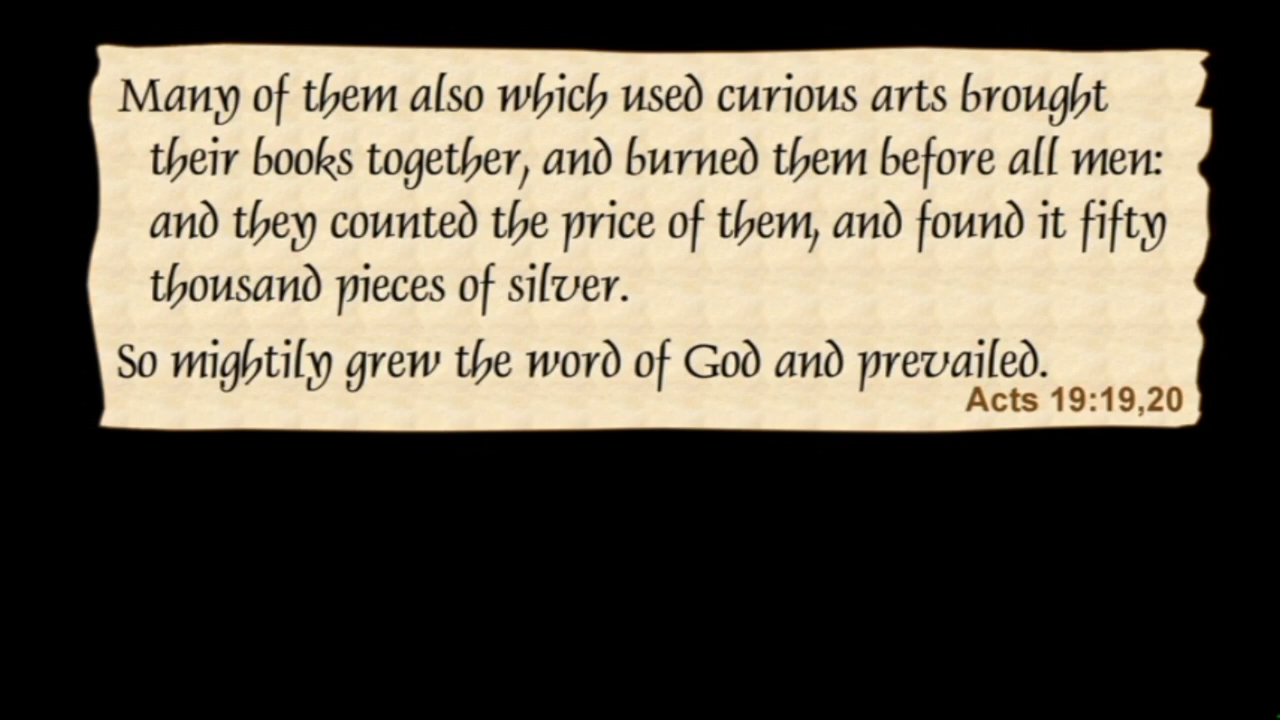 Many of them also which used curious arts brought
their books together, and burned them before all men:
and they counted the price of them, and found it fifty
thousand pieces of silver.
So mightily grew the word of God and prevailed.
Acts 19:19,20